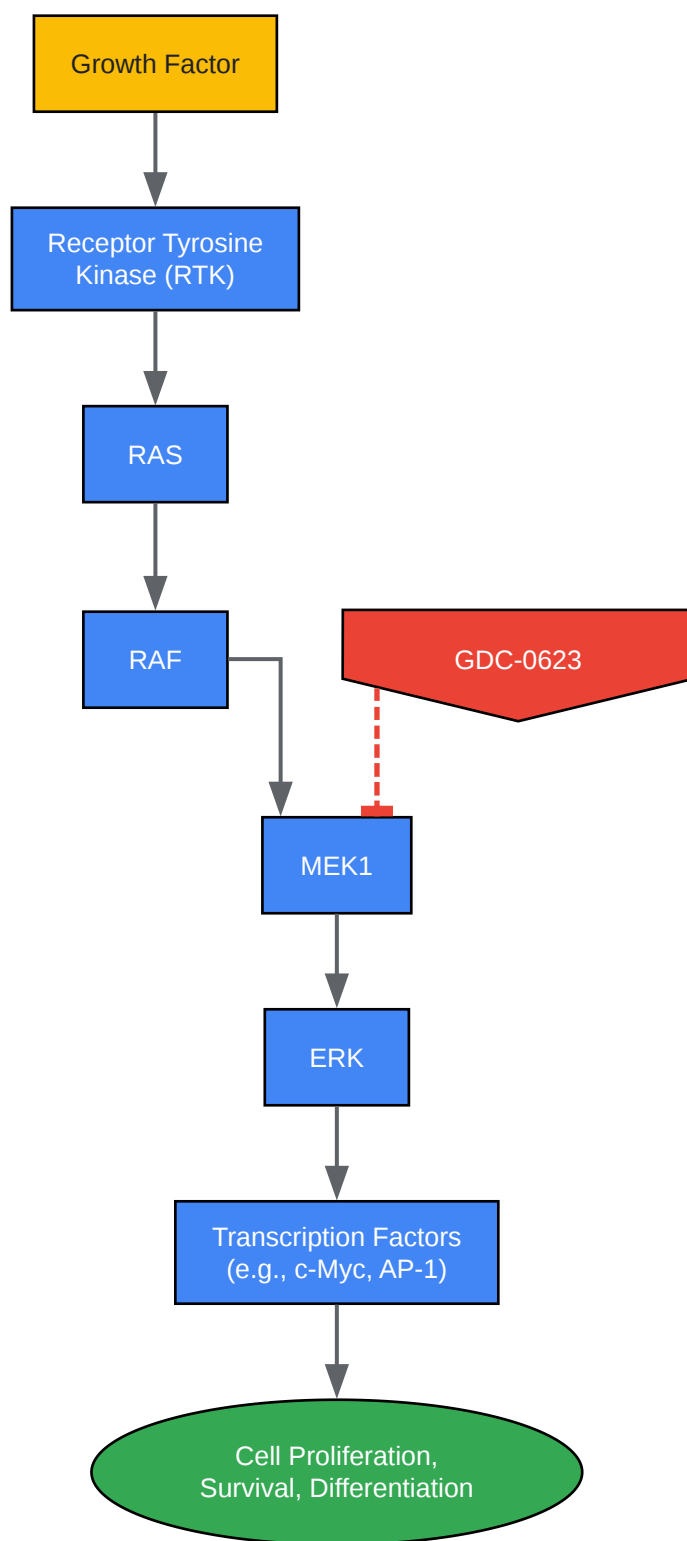 Growth Factor
Receptor Tyrosine
Kinase (RTK)
RAS
RAF
GDC-0623
MEK1
ERK
Transcription Factors
(e.g., c-Myc, AP-1)
Cell Proliferation,
Survival, Differentiation